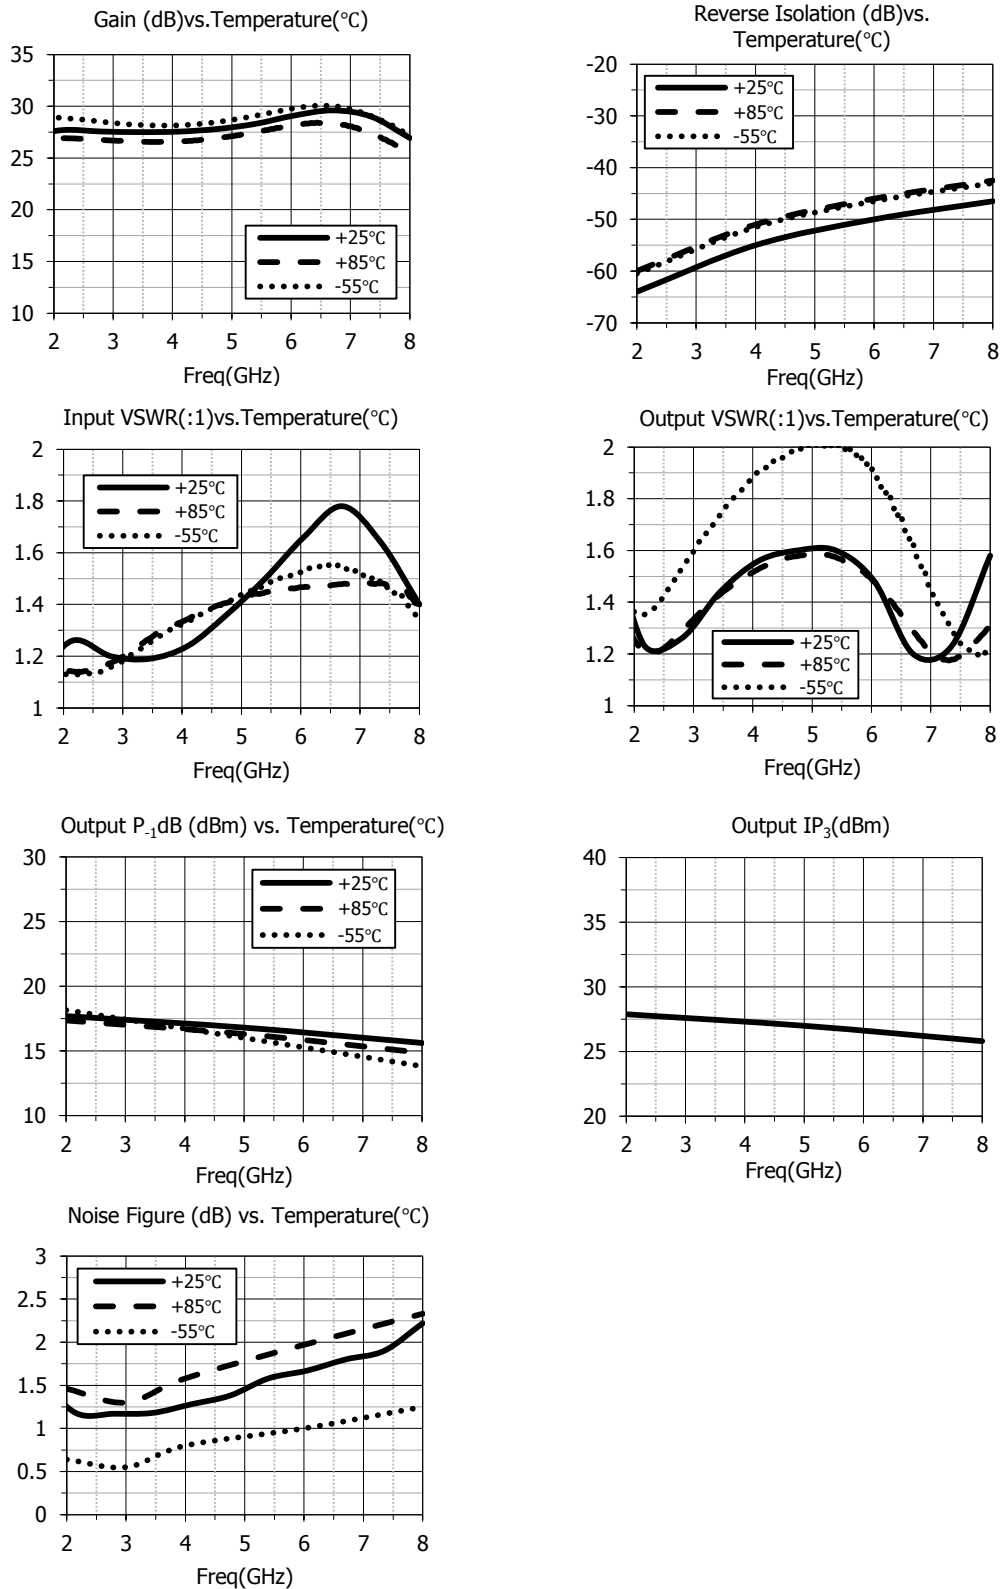 Gain (dB)vs.Temperature(℃)
35
30
25
20
15
10
+25℃
+85℃
-55℃
2 3 4 5 6 7 8
Freq(GHz)
Reverse Isolation (dB)vs.
Temperature(℃)
-20
-30
-40
-50
-60
-70
+25℃
+85℃
-55℃
2 3 4 5 6 7 8
Freq(GHz)
Input VSWR(:1)vs.Temperature(℃)
2
1.8
1.6
1.4
1.2
1
+25℃
+85℃
-55℃
2 3 4 5 6 7 8
Freq(GHz)
Output VSWR(:1)vs.Temperature(℃)
2
1.8
1.6
1.4
1.2
1
+25℃
+85℃
-55℃
2 3 4 5 6 7 8
Freq(GHz)
Output P-1dB (dBm) vs. Temperature(℃)
30
25
20
15
10
+25℃
+85℃
-55℃
2 3 4 5 6 7 8
Freq(GHz)
Output IP3(dBm)
40
35
30
25
20
2 3 4 5 6 7 8
Freq(GHz)
Noise Figure (dB) vs. Temperature(℃)
3
2.5
2
1.5
1
0.5
0
+25℃
+85℃
-55℃
2 3 4 5 6 7 8
Freq(GHz)